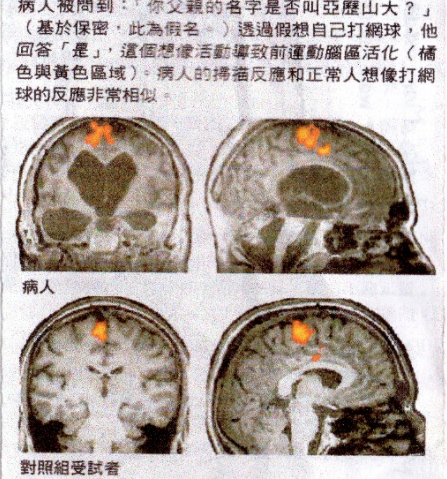 病人被問到：「你父親的名字是否叫亞歷山大？」
（基於保密，此為假名。）透過假想自己打網球，他
回答「是」，這個想像活動導致前運動腦區活化（橘
色與黃色區域）。病人的掃描反應和正常人想像打網
球的反應非常相似。
病人
對照組受試者